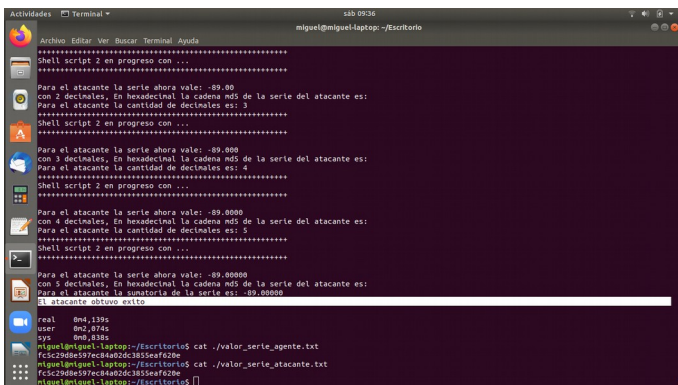 Actividades Terminal sáb 09:36
miguel@miguel-laptop: ~/Escritorio
Archivo Editar Ver Buscar Terminal Ayuda
++++++++++++++++++++++++++++++++++++++++++++++++++++++++
Shell script 2 en progreso con ...
++++++++++++++++++++++++++++++++++++++++++++++++++++++++
Para el atacante la serie ahora vale: -89.00
con 2 decimales, En hexadecimal la cadena md5 de la serie del atacante es:
Para el atacante la cantidad de decimales es: 3
++++++++++++++++++++++++++++++++++++++++++++++++++++++++
Shell script 2 en progreso con ...
++++++++++++++++++++++++++++++++++++++++++++++++++++++++
Para el atacante la serie ahora vale: -89.000
con 3 decimales, En hexadecimal la cadena md5 de la serie del atacante es:
Para el atacante la cantidad de decimales es: 4
++++++++++++++++++++++++++++++++++++++++++++++++++++++++
Shell script 2 en progreso con ...
++++++++++++++++++++++++++++++++++++++++++++++++++++++++
Para el atacante la serie ahora vale: -89.0000
con 4 decimales, En hexadecimal la cadena md5 de la serie del atacante es:
Para el atacante la cantidad de decimales es: 5
++++++++++++++++++++++++++++++++++++++++++++++++++++++++
Shell script 2 en progreso con ...
++++++++++++++++++++++++++++++++++++++++++++++++++++++++
Para el atacante la serie ahora vale: -89.00000
con 5 decimales, En hexadecimal la cadena md5 de la serie del atacante es:
Para el atacante la sumatoria de la serie es: -89.00000
El atacante obtuvo exito
real 0m4,139s
user 0m2,074s
sys 0m0,838s
miguel@miguel-laptop:~/Escritorio$ cat ./valor_serie_agente.txt
fc5c29d8e597ec84a02dc3855eaf620e
miguel@miguel-laptop:~/Escritorio$ cat ./valor_serie_atacante.txt
fc5c29d8e597ec84a02dc3855eaf620e
miguel@miguel-laptop:~/Escritorio$